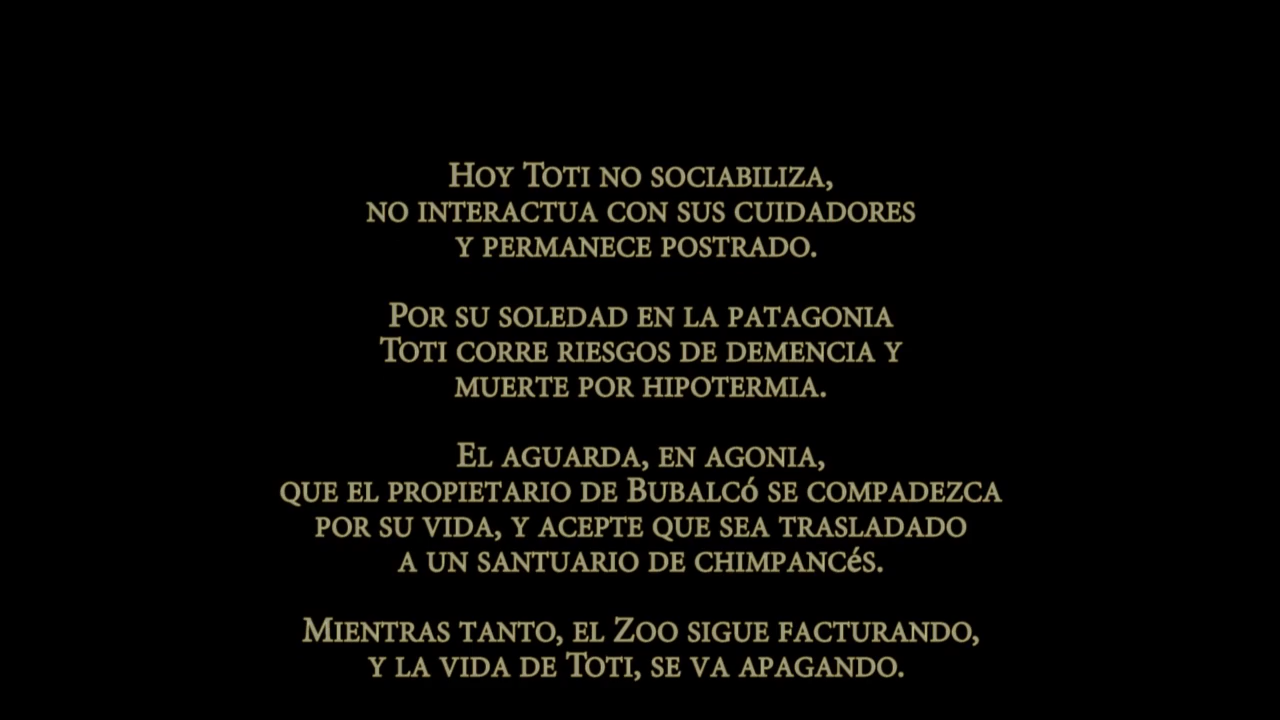 Hoy Toti no sociabiliza,
no interactua con sus cuidadores
y permanece postrado.
Por su soledad en la patagonia
Toti corre riesgos de demencia y
muerte por hipotermia.
El aguarda, en agonia,
que el propietario de Bubalcó se compadezca
por su vida, y acepte que sea trasladado
a un santuario de chimpancés.
Mientras tanto, el Zoo sigue facturando,
y la vida de Toti, se va apagando.